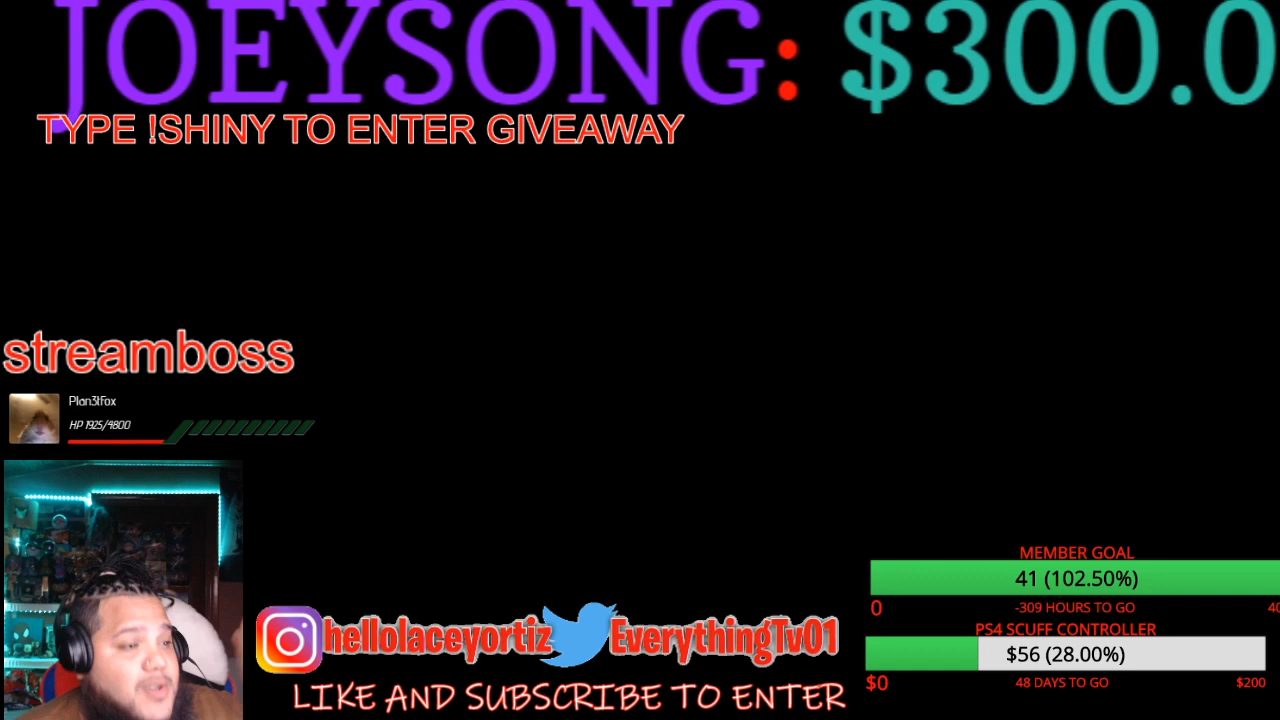 JOEYSONG: $300.0
TYPE !SHINY TO ENTER GIVEAWAY
streamboss
Plan3tFox
HP 1925/4800
MEMBER GOAL
41 (102.50%)
0 -309 HOURS TO GO 40
PS4 SCUFF CONTROLLER
$56 (28.00%)
$0 48 DAYS TO GO $200
hellolaceyortiz EverythingTv01
LIKE AND SUBSCRIBE TO ENTER